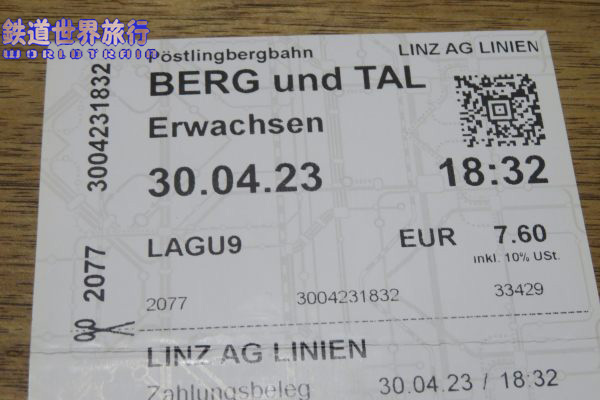 鉄道世界旅行
WORLDTRAIN
Pöstlingbergbahn LINZ AG LINIEN
BERG und TAL
Erwachsen
30.04.23 18:32
LAGU9 EUR 7.60
inkl. 10% USt.
2077 3004231832 33429
2077 3004231832
LINZ AG LINIEN
Zahlungsbeleg 30.04.23 / 18:32